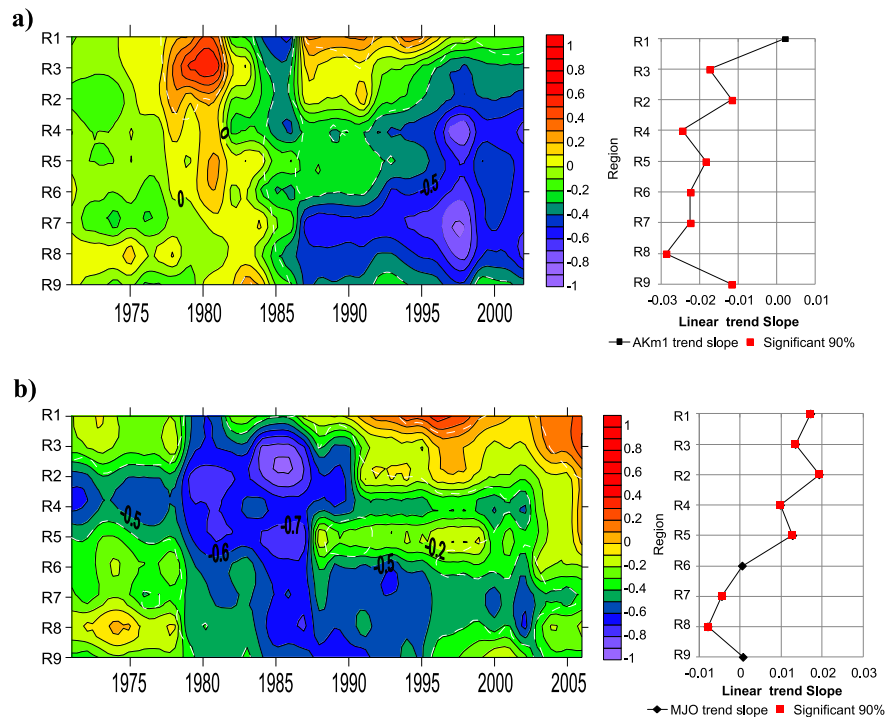 a)
R1
R3
R2
R4
R5
R6
R7
R8
R9
0
0
-0.5
1975
1980
1985
1990
1995
2000
1
0.8
0.6
0.4
0.2
0
-0.2
-0.4
-0.6
-0.8
-1
Region
R1
R3
R2
R4
R5
R6
R7
R8
R9
-0.03
-0.02
-0.01
0.00
0.01
Linear trend Slope
AKm1 trend slope
Significant 90%
b)
R1
R3
R2
R4
R5
R6
R7
R8
R9
-0.5
-0.6
-0.7
-0.5
-0.2
1975
1980
1985
1990
1995
2000
2005
1
0.8
0.6
0.4
0.2
0
-0.2
-0.4
-0.6
-0.8
-1
Region
R1
R3
R2
R4
R5
R6
R7
R8
R9
-0.01
0
0.01
0.02
0.03
Linear trend Slope
MJO trend slope
Significant 90%